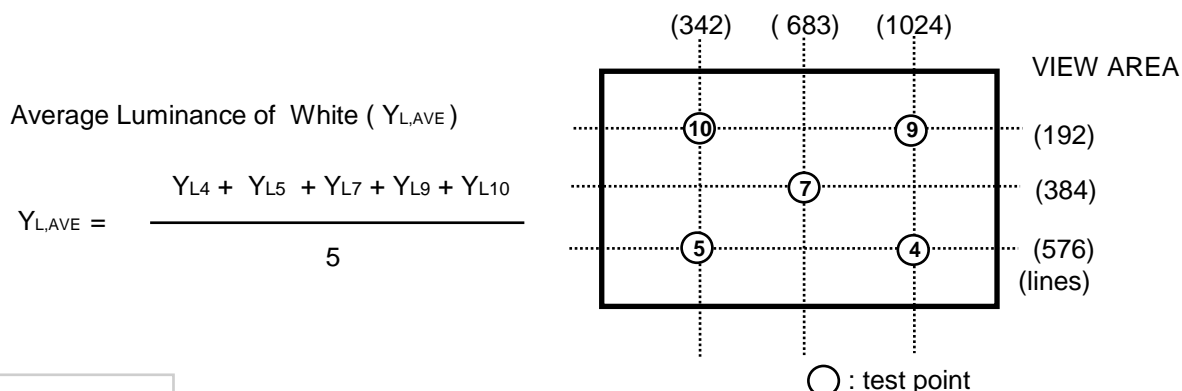 (342) ( 683) (1024)
VIEW AREA
Average Luminance of White ( YL,AVE )
10 9 (192)
YL4 + YL5 + YL7 + YL9 + YL10
7 (384)
YL,AVE =
5
5 4 (576)
(lines)
: test point